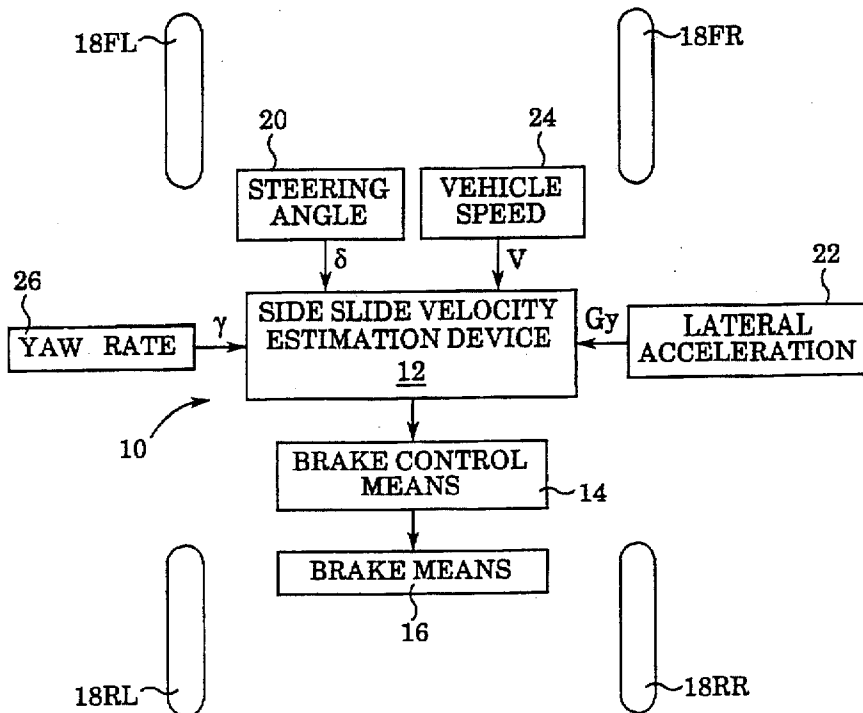 18FL
18FR
20
24
STEERING
ANGLE
VEHICLE
SPEED
δ
V
26
22
YAW RATE
γ
SIDE SLIDE VELOCITY
ESTIMATION DEVICE
12
Gy
LATERAL
ACCELERATION
10
BRAKE CONTROL
MEANS
14
BRAKE MEANS
16
18RL
18RR